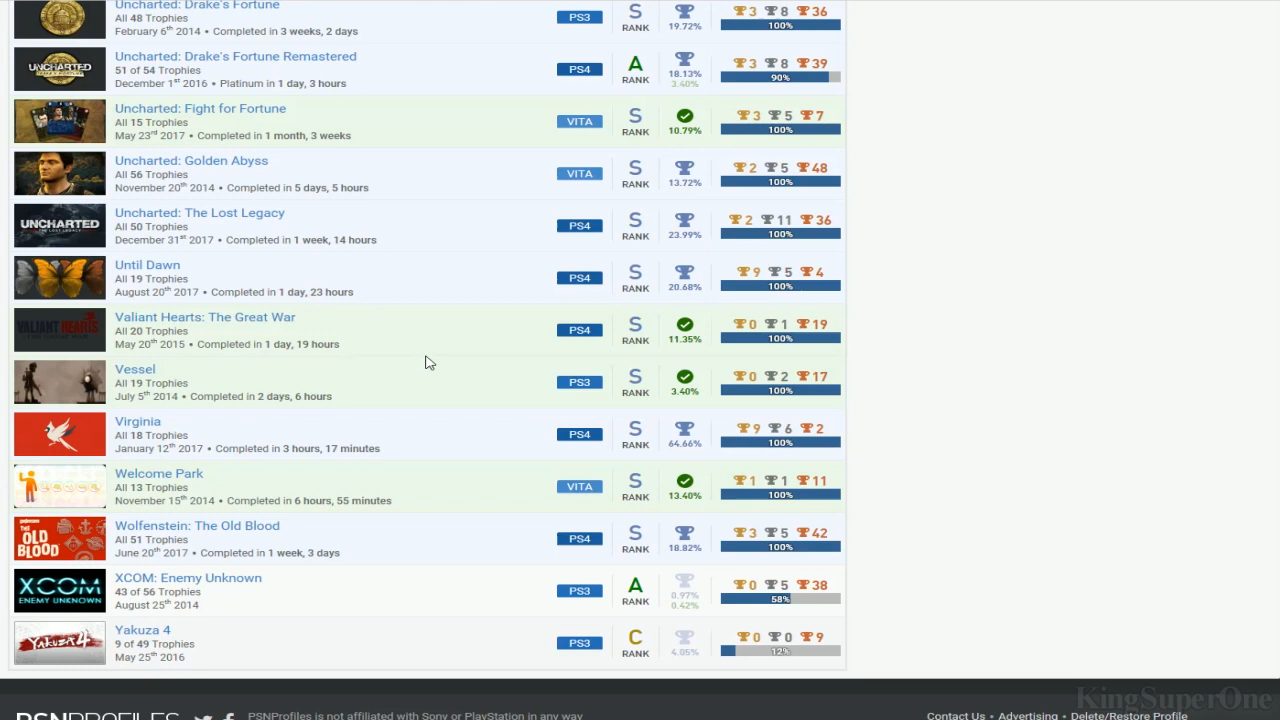 Uncharted: Drake's Fortune
All 48 Trophies
February 6th 2014 • Completed in 3 weeks, 2 days
PS3
S
RANK
19.72%
3 8 36
100%
UNCHARTED
Uncharted: Drake's Fortune Remastered
51 of 54 Trophies
December 1st 2016 • Platinum in 1 day, 3 hours
PS4
A
RANK
18.13%
3.40%
3 8 39
90%
Uncharted: Fight for Fortune
All 15 Trophies
May 23rd 2017 • Completed in 1 month, 3 weeks
VITA
S
RANK
10.79%
3 5 7
100%
Uncharted: Golden Abyss
All 56 Trophies
November 20th 2014 • Completed in 5 days, 5 hours
VITA
S
RANK
13.72%
2 5 48
100%
UNCHARTED
Uncharted: The Lost Legacy
All 50 Trophies
December 31st 2017 • Completed in 1 week, 14 hours
PS4
S
RANK
23.99%
2 11 36
100%
Until Dawn
All 19 Trophies
August 20th 2017 • Completed in 1 day, 23 hours
PS4
S
RANK
20.68%
9 5 4
100%
VALIANT HEARTS
Valiant Hearts: The Great War
All 20 Trophies
May 20th 2015 • Completed in 1 day, 19 hours
PS4
S
RANK
11.35%
0 1 19
100%
Vessel
All 19 Trophies
July 5th 2014 • Completed in 2 days, 6 hours
PS3
S
RANK
3.40%
0 2 17
100%
Virginia
All 18 Trophies
January 12th 2017 • Completed in 3 hours, 17 minutes
PS4
S
RANK
64.66%
9 6 2
100%
Welcome Park
All 13 Trophies
November 15th 2014 • Completed in 6 hours, 55 minutes
VITA
S
RANK
13.40%
1 1 11
100%
THE
OLD
BLOOD
Wolfenstein: The Old Blood
All 51 Trophies
June 20th 2017 • Completed in 1 week, 3 days
PS4
S
RANK
18.82%
3 5 42
100%
XCOM
ENEMY UNKNOWN
XCOM: Enemy Unknown
43 of 56 Trophies
August 25th 2014
PS3
A
RANK
0.97%
0.42%
0 5 38
58%
YAKUZA 4
Yakuza 4
9 of 49 Trophies
May 25th 2016
PS3
C
RANK
4.05%
0 0 9
12%
KingSuperOne
PSNPROFILES
PSNProfiles is not affiliated with Sony or PlayStation in any way
Contact Us • Advertising • Delete/Restore Profile